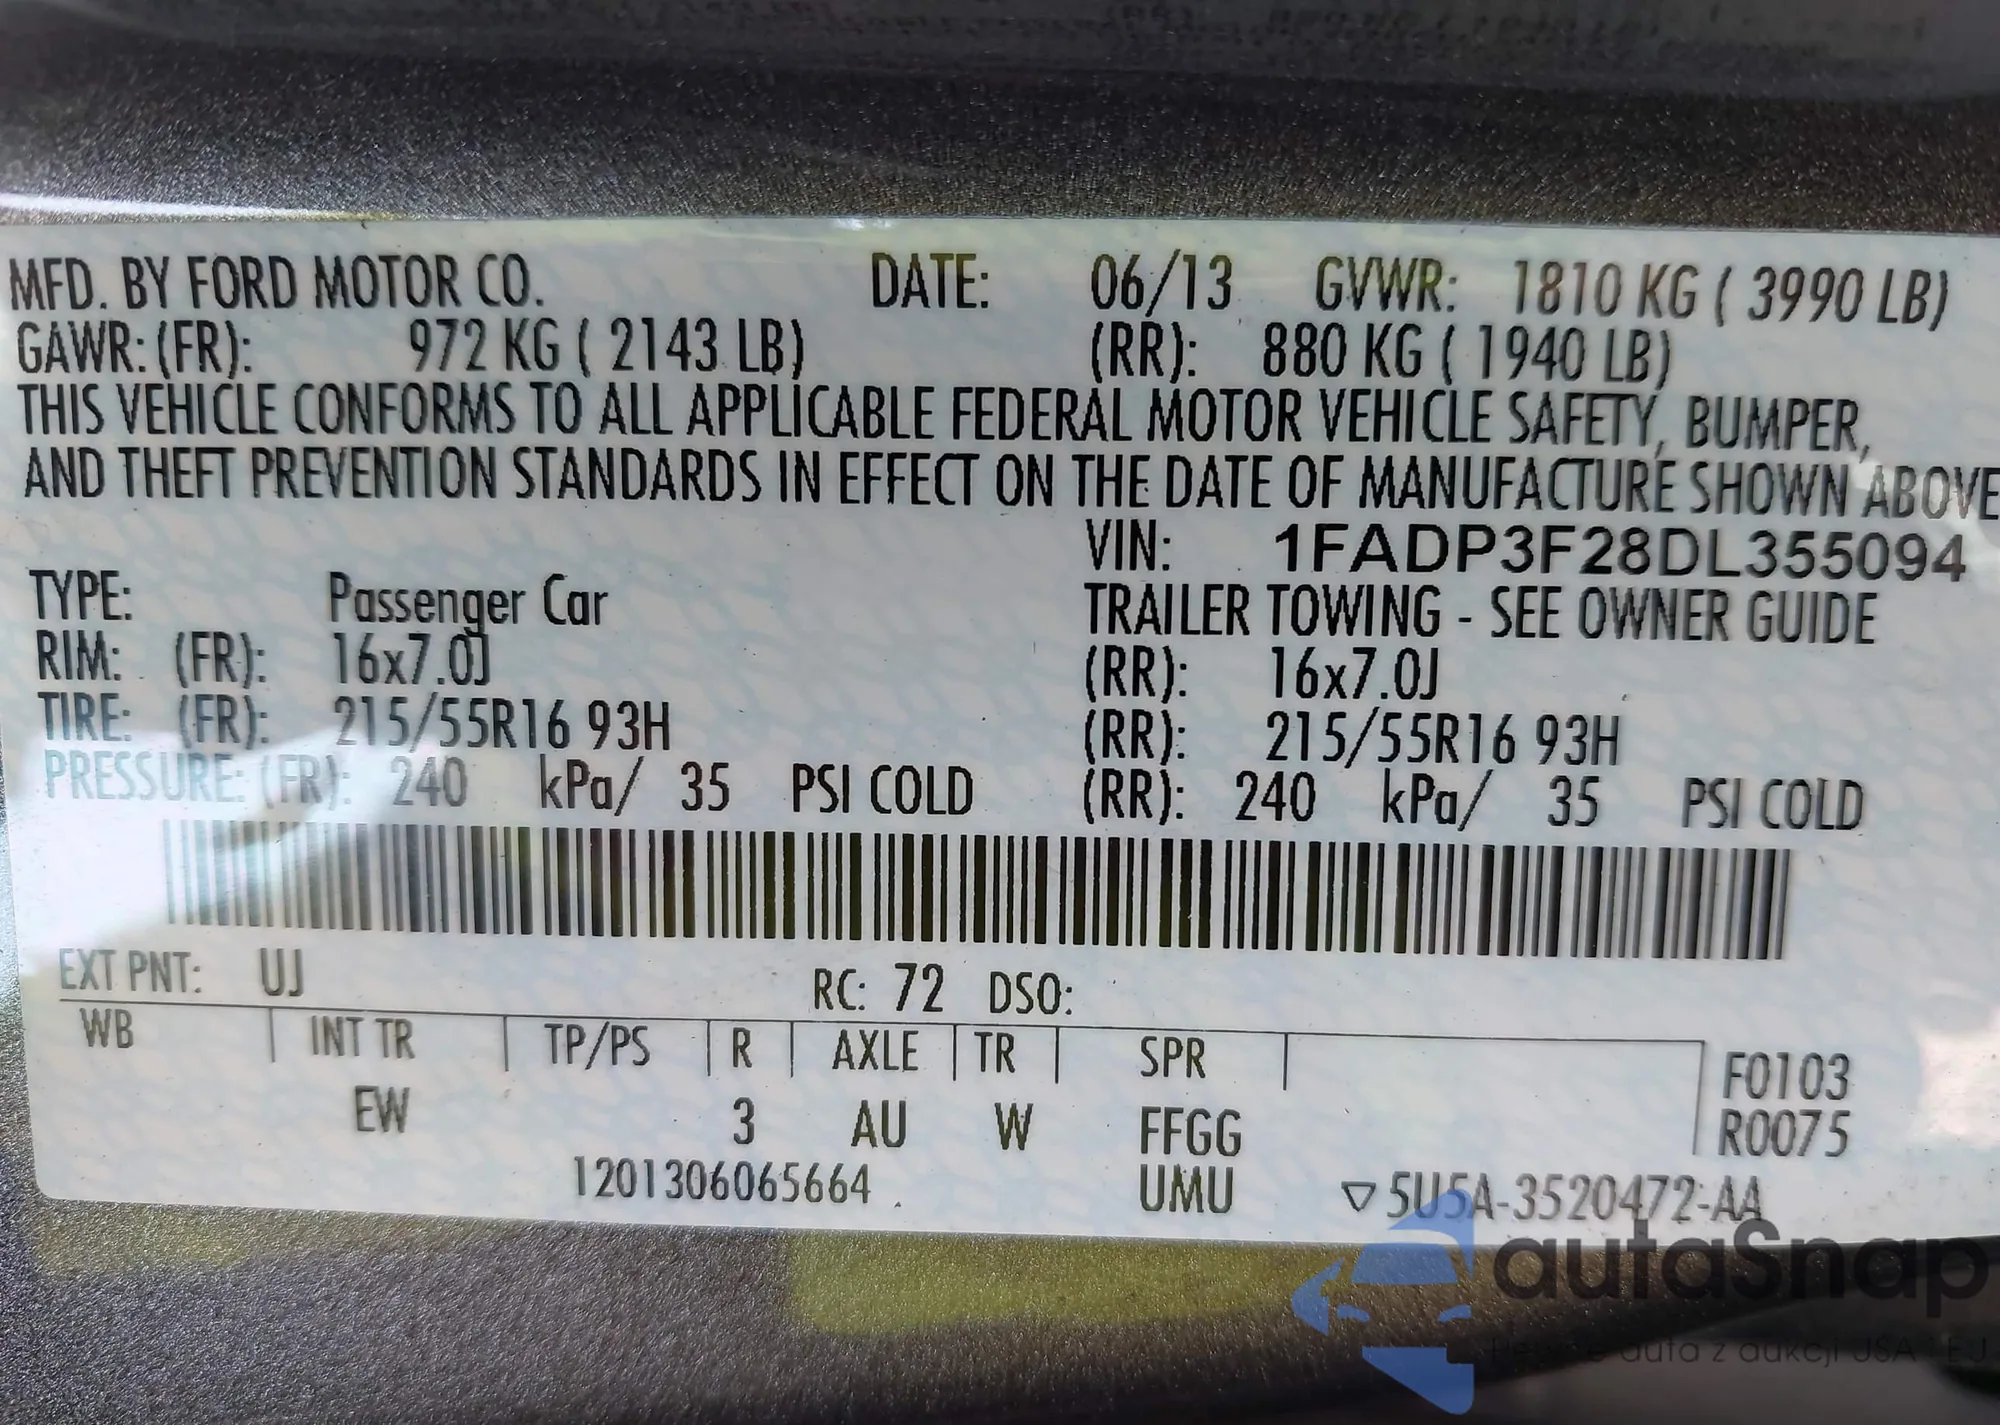 MFD. BY FORD MOTOR CO. DATE: 06/13 GVWR: 1810 KG ( 3990 LB)
GAWR: (FR): 972 KG ( 2143 LB) (RR): 880 KG ( 1940 LB)
THIS VEHICLE CONFORMS TO ALL APPLICABLE FEDERAL MOTOR VEHICLE SAFETY, BUMPER,
AND THEFT PREVENTION STANDARDS IN EFFECT ON THE DATE OF MANUFACTURE SHOWN ABOVE
VIN: 1FADP3F28DL355094
TYPE: Passenger Car TRAILER TOWING - SEE OWNER GUIDE
RIM: (FR): 16x7.0J (RR): 16x7.0J
TIRE: (FR): 215/55R16 93H (RR): 215/55R16 93H
PRESSURE: (FR): 240 kPa/ 35 PSI COLD (RR): 240 kPa/ 35 PSI COLD
EXT PNT: UJ RC: 72 DSO:
WB INT TR TP/PS R AXLE TR SPR F0103
EW 3 AU W FFGG R0075
1201306065664 UMU ▽5U5A-3520472-AA
autaSnap
auta z aukcji USA